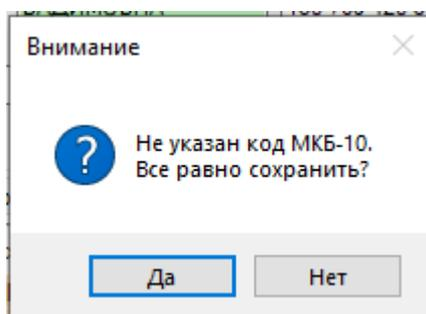 Внимание
Не указан код МКБ-10.
Все равно сохранить?
Да
Нет